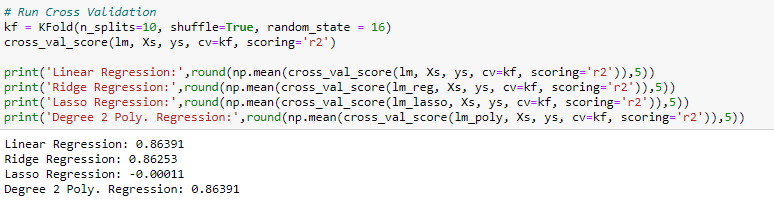 # Run Cross Validation
kf = KFold(n_splits=10, shuffle=True, random_state = 16)
cross_val_score(lm, Xs, ys, cv=kf, scoring='r2')
print('Linear Regression:',round(np.mean(cross_val_score(lm, Xs, ys, cv=kf, scoring='r2')),5))
print('Ridge Regression:',round(np.mean(cross_val_score(lm_reg, Xs, ys, cv=kf, scoring='r2')),5))
print('Lasso Regression:',round(np.mean(cross_val_score(lm_lasso, Xs, ys, cv=kf, scoring='r2')),5))
print('Degree 2 Poly. Regression:',round(np.mean(cross_val_score(lm_poly, Xs, ys, cv=kf, scoring='r2')),5))
Linear Regression: 0.86391
Ridge Regression: 0.86253
Lasso Regression: -0.00011
Degree 2 Poly. Regression: 0.86391